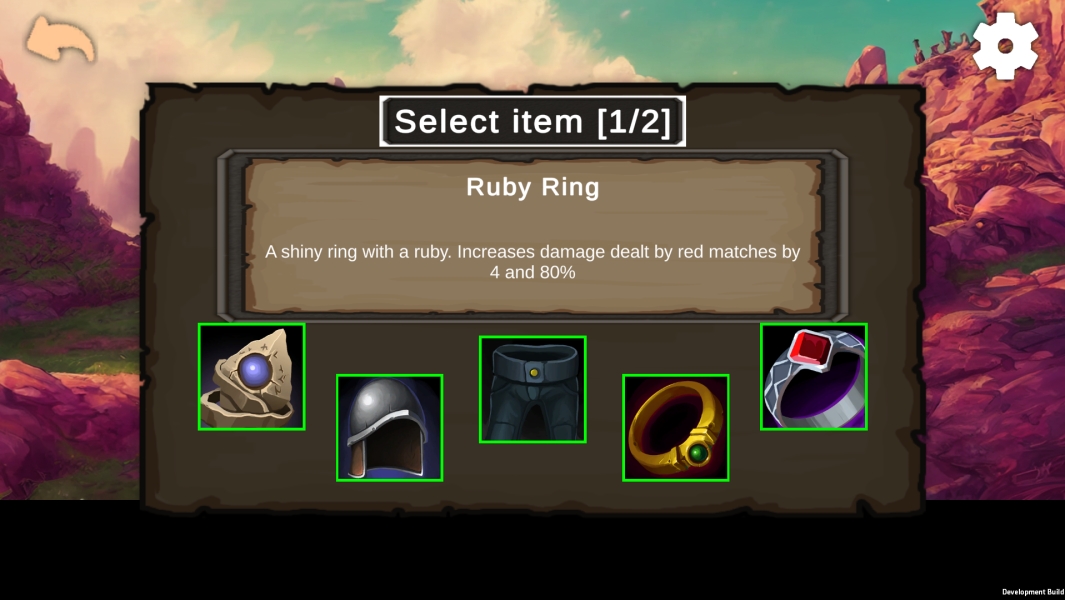 Select item [1/2]
Ruby Ring
A shiny ring with a ruby. Increases damage dealt by red matches by
4 and 80%
Development Build